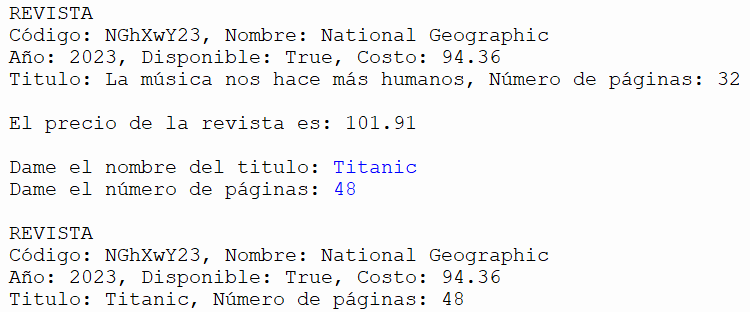 REVISTA
Código: NGhXwY23, Nombre: National Geographic
Año: 2023, Disponible: True, Costo: 94.36
Titulo: La música nos hace más humanos, Número de páginas: 32
El precio de la revista es: 101.91
Dame el nombre del titulo: Titanic
Dame el número de páginas: 48
REVISTA
Código: NGhXwY23, Nombre: National Geographic
Año: 2023, Disponible: True, Costo: 94.36
Titulo: Titanic, Número de páginas: 48